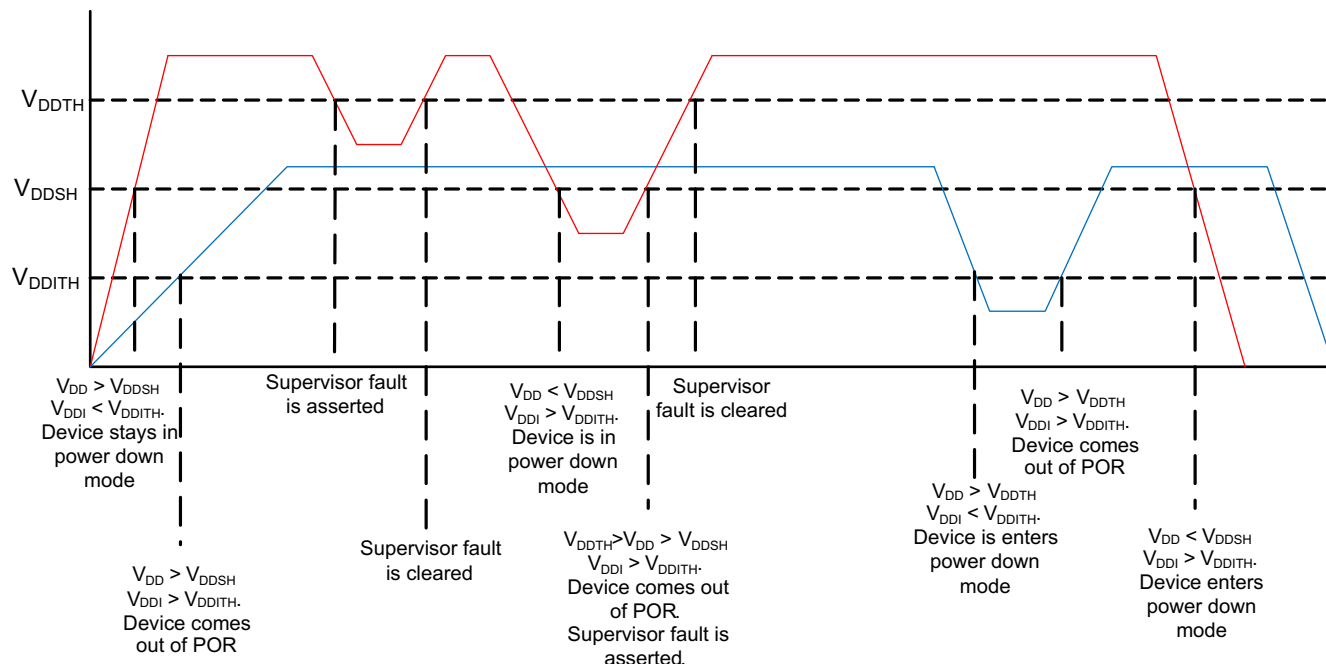 VDDTH
VDDSH
VDDITH
VDD > VDDSH
VDDI < VDDITH.
Device stays in
power down
mode
VDD > VDDSH
VDDI > VDDITH.
Device comes
out of POR
Supervisor fault
is asserted
Supervisor fault
is cleared
VDD < VDDSH
VDDI > VDDITH.
Device is in
power down
mode
VDDTH>VDD > VDDSH
VDDI > VDDITH.
Device comes out
of POR.
Supervisor fault is
asserted.
Supervisor
fault is cleared
VDD > VDDTH
VDDI < VDDITH.
Device is enters
power down
mode
VDD > VDDTH
VDDI > VDDITH.
Device comes
out of POR
VDD < VDDSH
VDDI > VDDITH.
Device enters
power down
mode